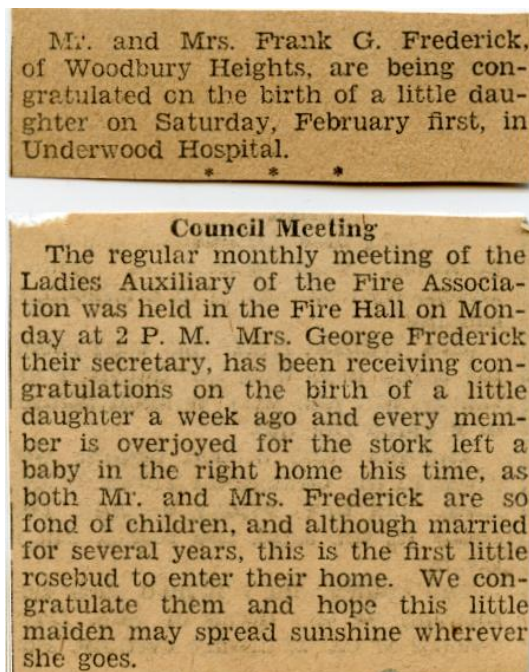 Mr. and Mrs. Frank G. Frederick,
of Woodbury Heights, are being con-
gratulated on the birth of a little dau-
ghter on Saturday, February first, in
Underwood Hospital.
* * *
Council Meeting
The regular monthly meeting of the
Ladies Auxiliary of the Fire Associa-
tion was held in the Fire Hall on Mon-
day at 2 P. M. Mrs. George Frederick
their secretary, has been receiving con-
gratulations on the birth of a little
daughter a week ago and every mem-
ber is overjoyed for the stork left a
baby in the right home this time, as
both Mr. and Mrs. Frederick are so
fond of children, and although married
for several years, this is the first little
rosebud to enter their home. We con-
gratulate them and hope this little
maiden may spread sunshine wherever
she goes.